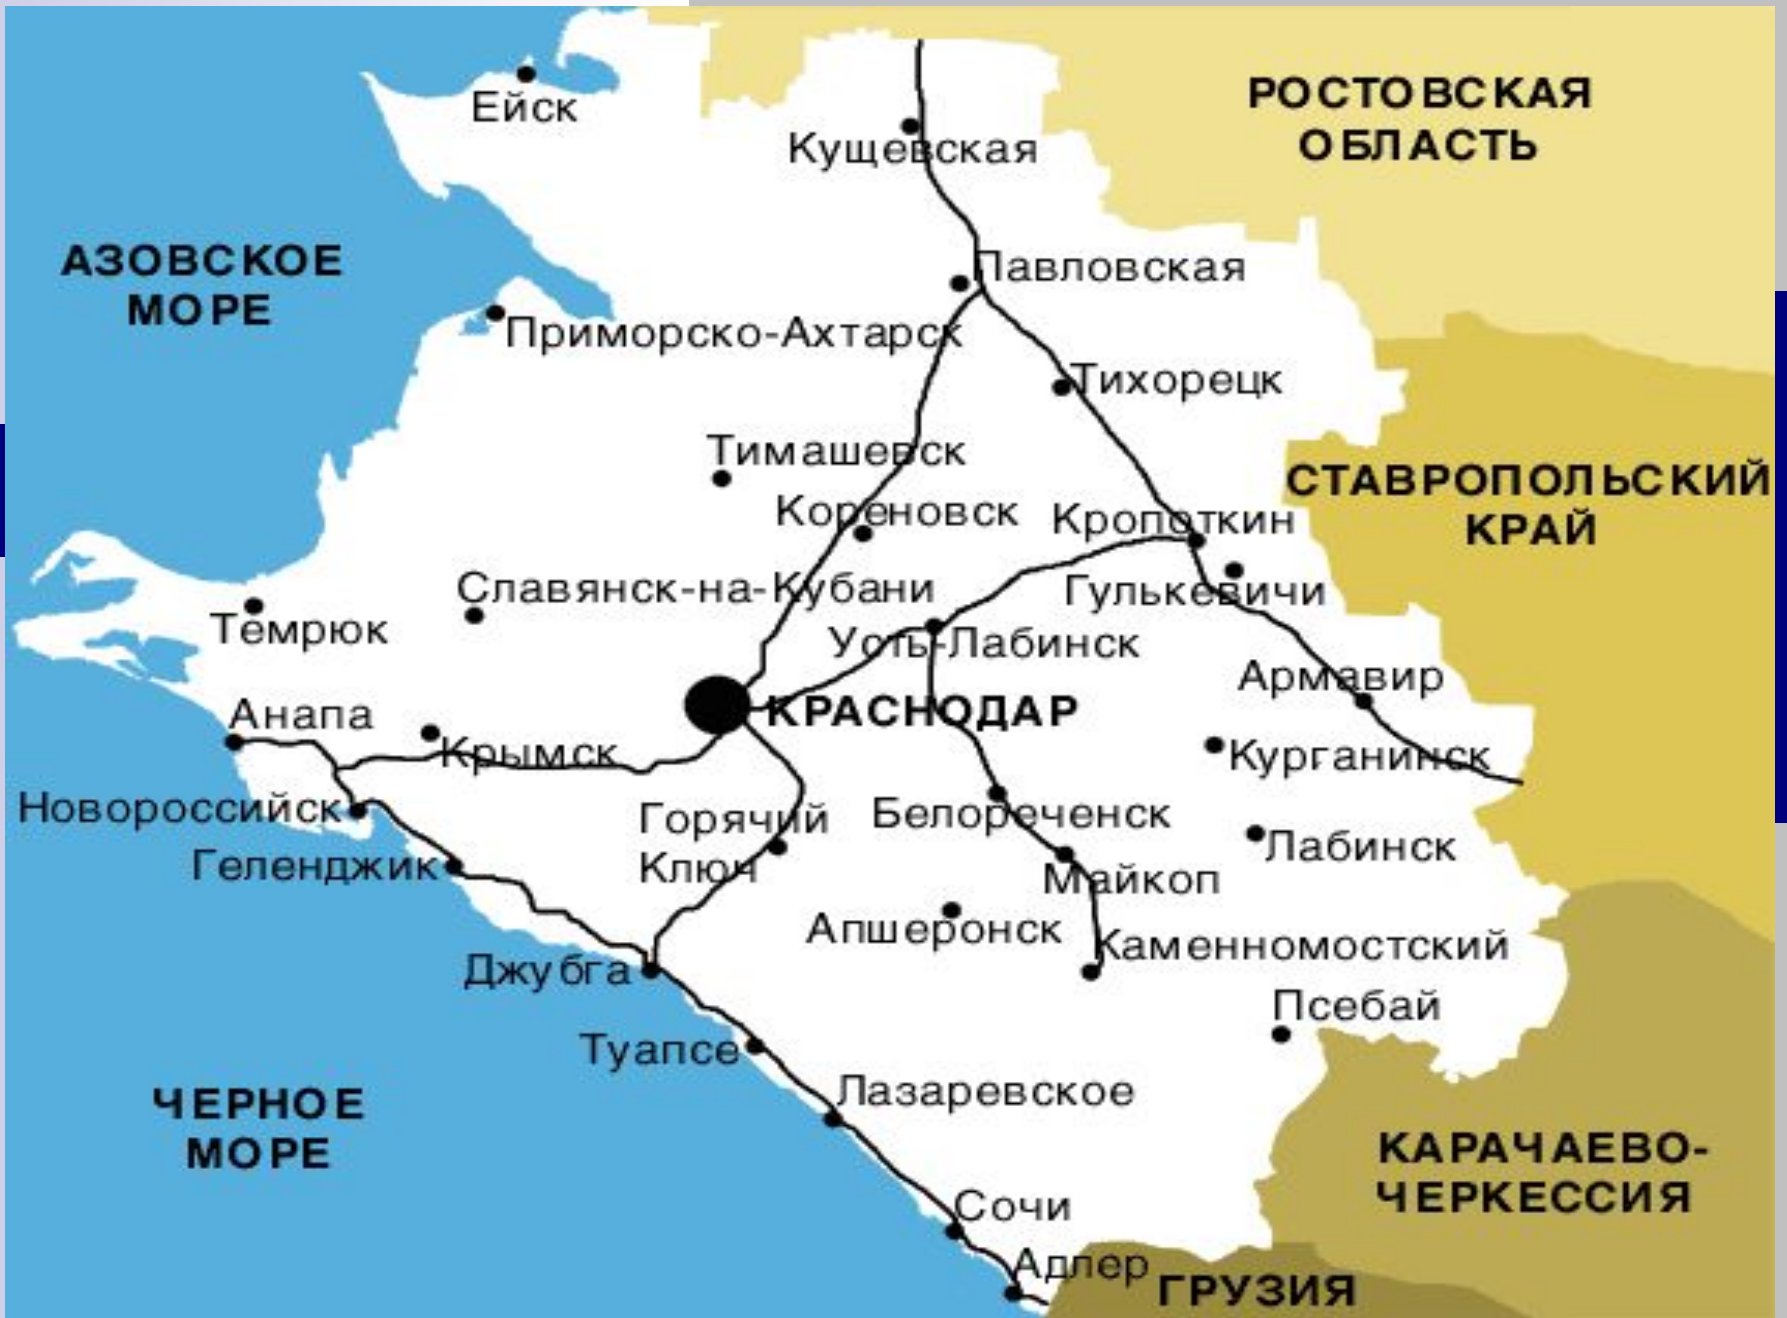 Ейск
Кущевская
РОСТОВСКАЯ
ОБЛАСТЬ
АЗОВСКОЕ
МОРЕ
Павловская
Приморско-Ахтарск
Тихорецк
Тимашевск
СТАВРОПОЛЬСКИЙ
КРАЙ
Кореновск
Кропоткин
Славянск-на-Кубани
Гулькевичи
Темрюк
Усть-Лабинск
Армавир
Анапа
КРАСНОДАР
Крымск
Курганинск
Новороссийск
Горячий
Ключ
Белореченск
Лабинск
Геленджик
Майкоп
Апшеронск
Каменномостский
Джубга
Псебай
Туапсе
Лазаревское
ЧЕРНОЕ
МОРЕ
КАРАЧАЕВО-
ЧЕРКЕССИЯ
Сочи
Адлер
ГРУЗИЯ